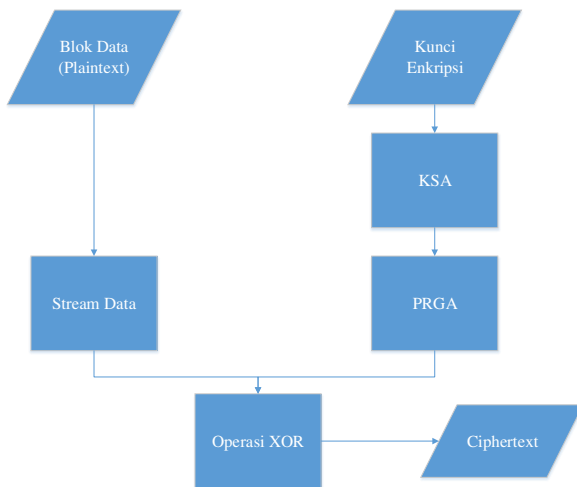 Blok Data
(Plaintext)
Kunci
Enkripsi
KSA
Stream Data
PRGA
Operasi XOR
Ciphertext